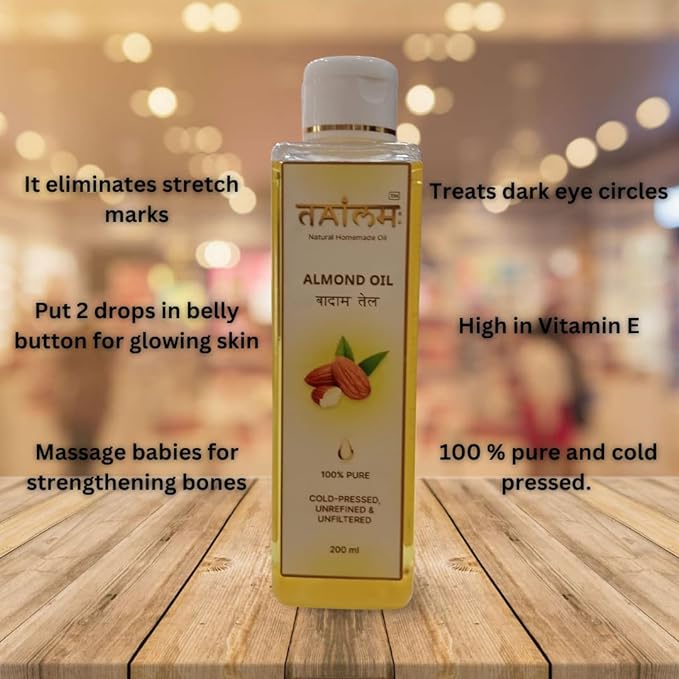 It eliminates stretch
marks
Put 2 drops in belly
button for glowing skin
Massage babies for
strengthening bones
TAILM:
TM
Natural Homemade Oil
ALMOND OIL
बादाम तेल
100% PURE
COLD-PRESSED,
UNREFINED &
UNFILTERED
200 ml
Treats dark eye circles
High in Vitamin E
100 % pure and cold
pressed.